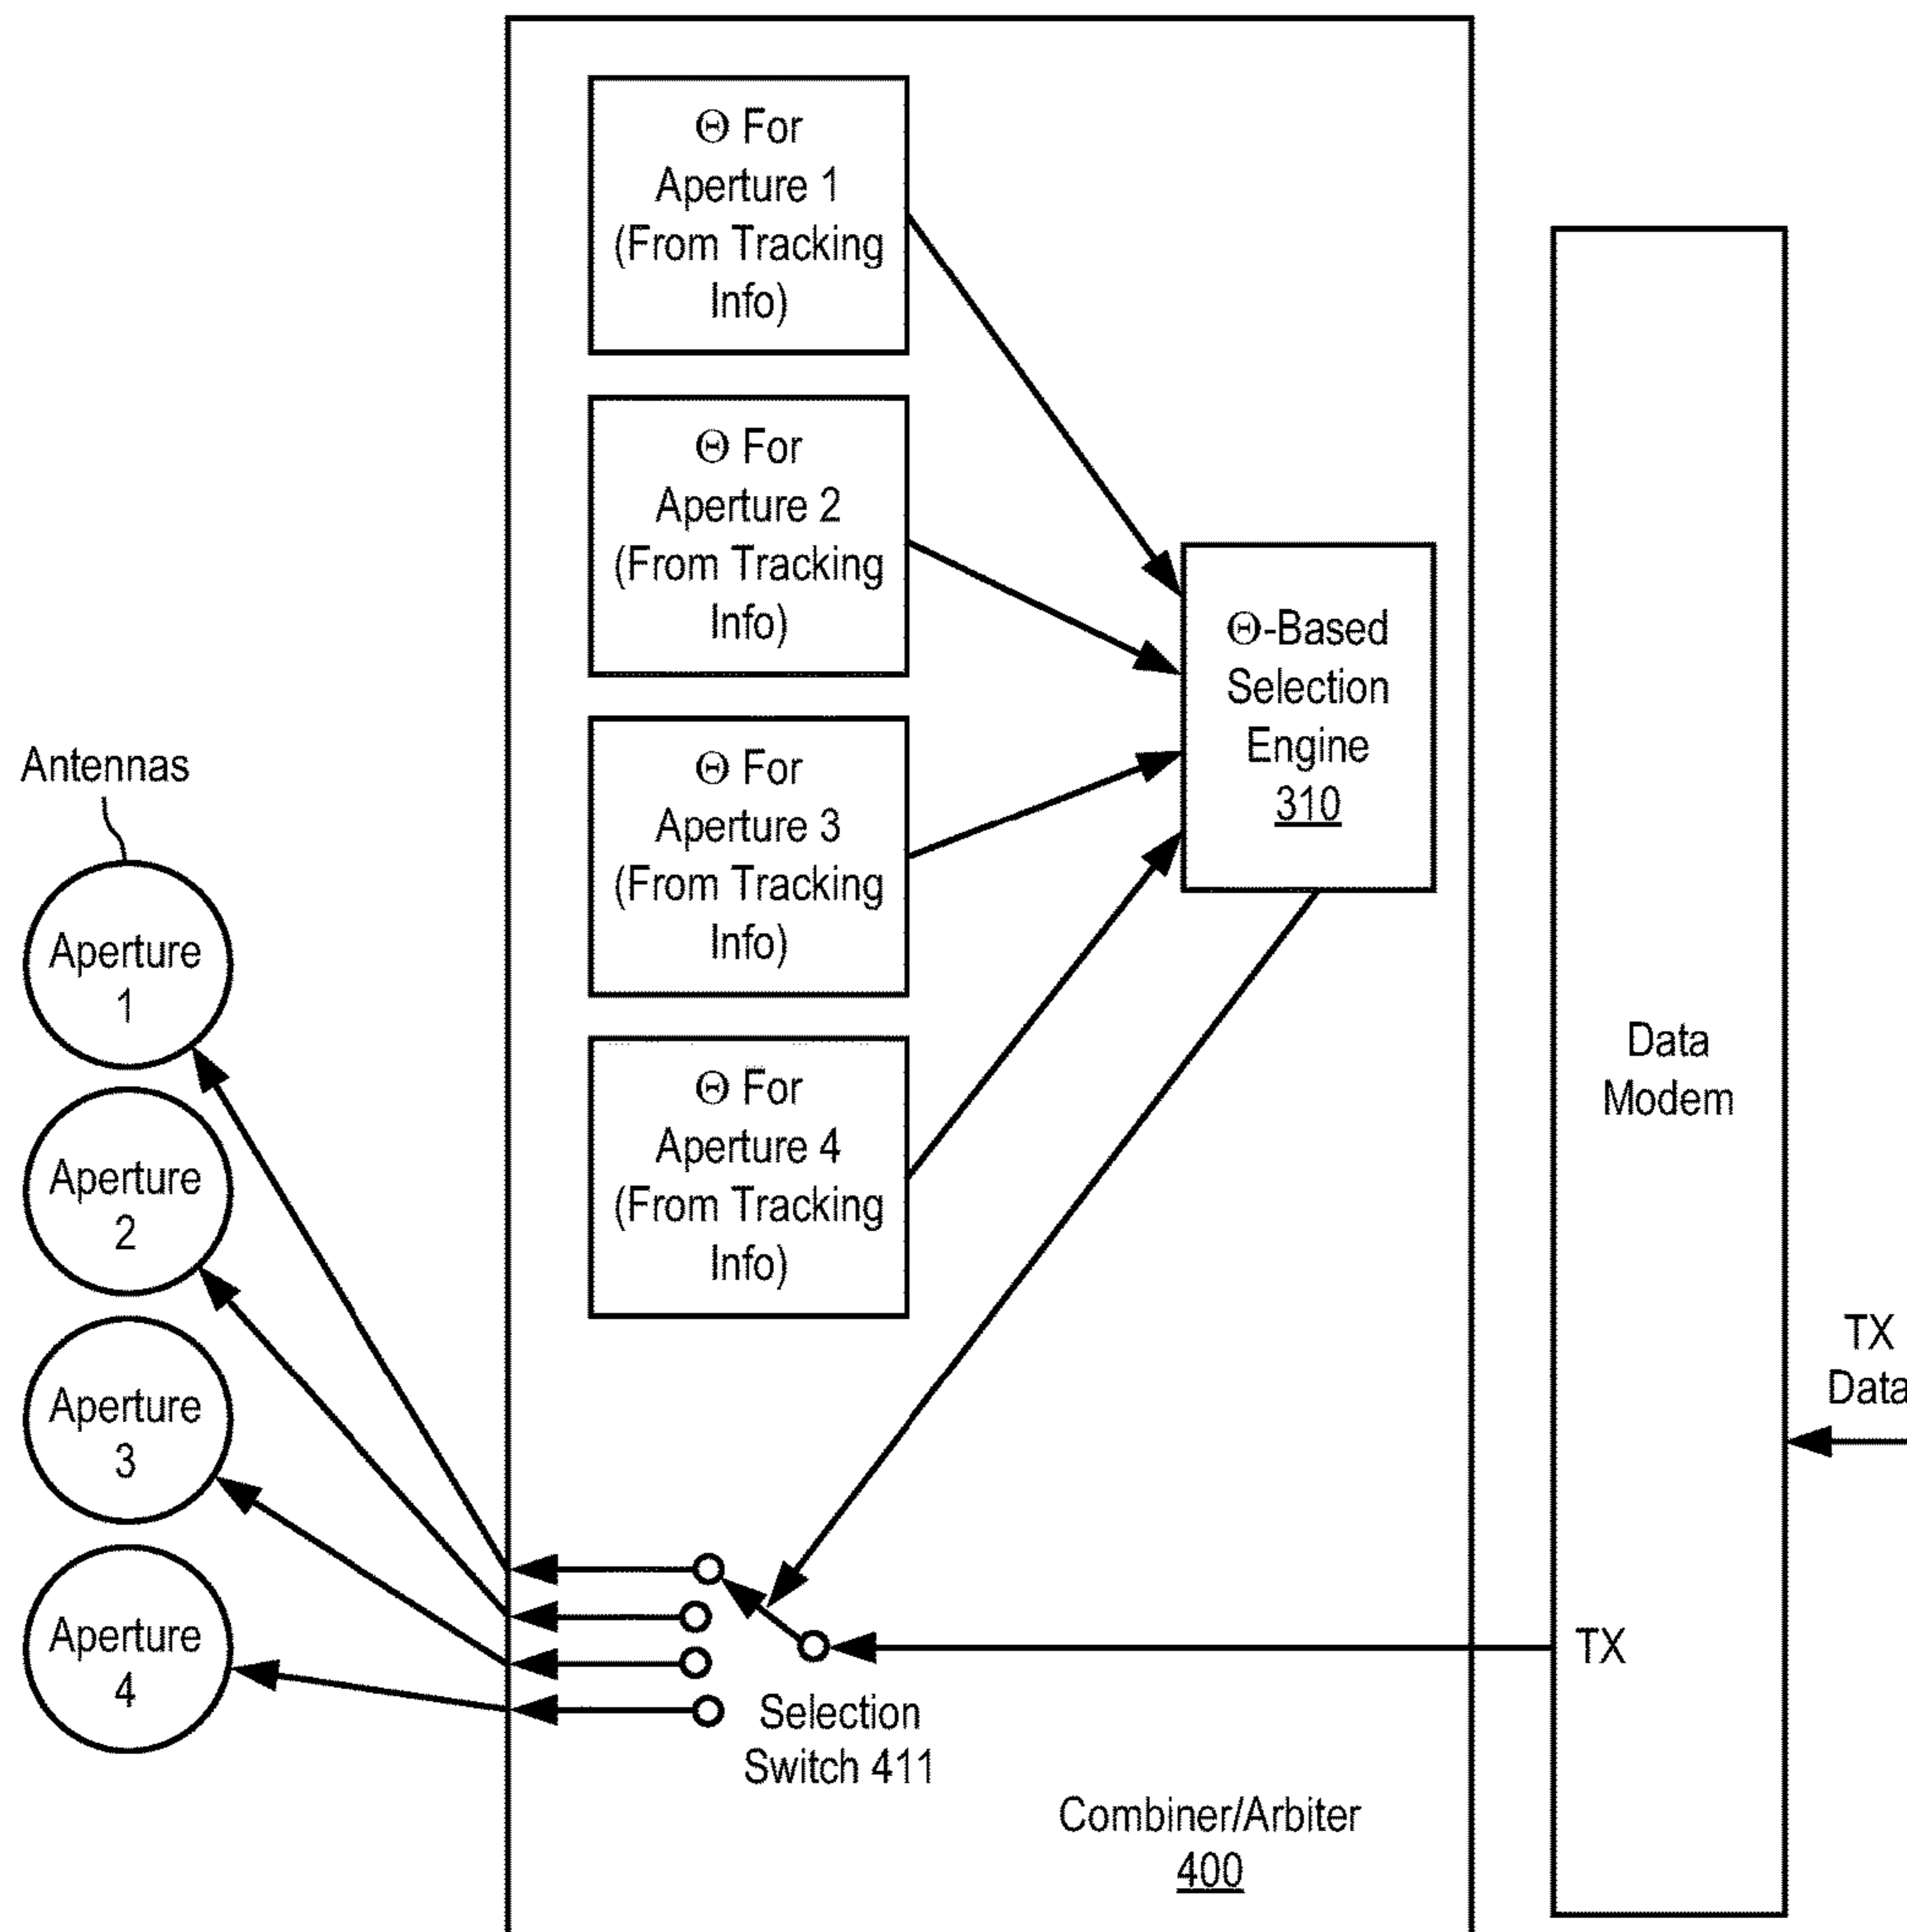 Θ For
Aperture 1
(From Tracking
Info)
Θ For
Aperture 2
(From Tracking
Info)
Θ-Based
Selection
Engine
310
Θ For
Aperture 3
(From Tracking
Info)
Antennas
Aperture
1
Θ For
Aperture 4
(From Tracking
Info)
Data
Modem
Aperture
2
Aperture
3
TX
Data
Aperture
4
TX
Selection
Switch 411
Combiner/Arbiter
400